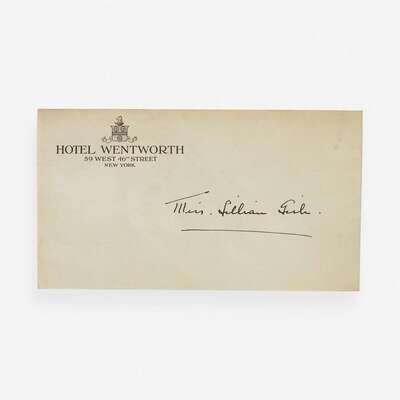 HOTEL WENTWORTH
59 WEST 46TH STREET
NEW YORK
Miss. Lillian Gish.